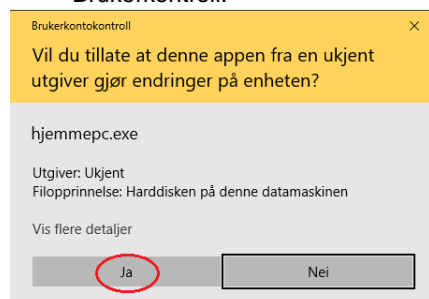 Brukerkontroll.
Brukerkontokontroll
Vil du tillate at denne appen fra en ukjent
utgiver gjør endringer på enheten?
hjemmepc.exe
Utgiver: Ukjent
Filopprinnelse: Harddisken på denne datamaskinen
Vis flere detaljer
Ja
Nei